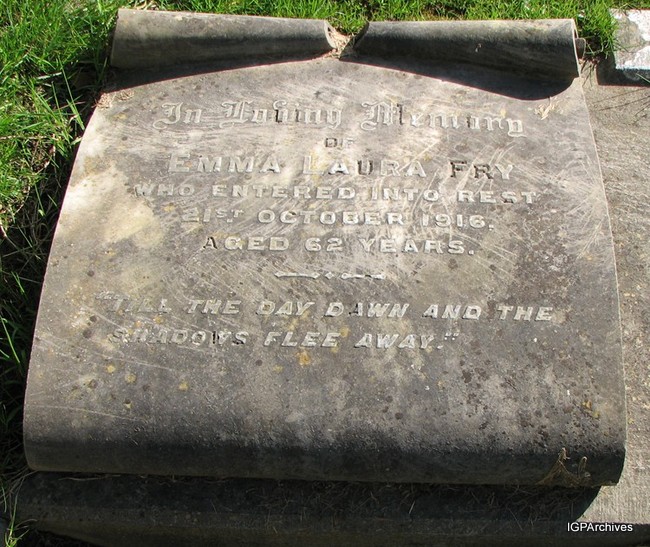 In Loving Memory
OF
EMMA LAURA FRY
WHO ENTERED INTO REST
21ST OCTOBER 1916.
AGED 62 YEARS.
"TILL THE DAY DAWN AND THE
SHADOWS FLEE AWAY."
IGPArchives